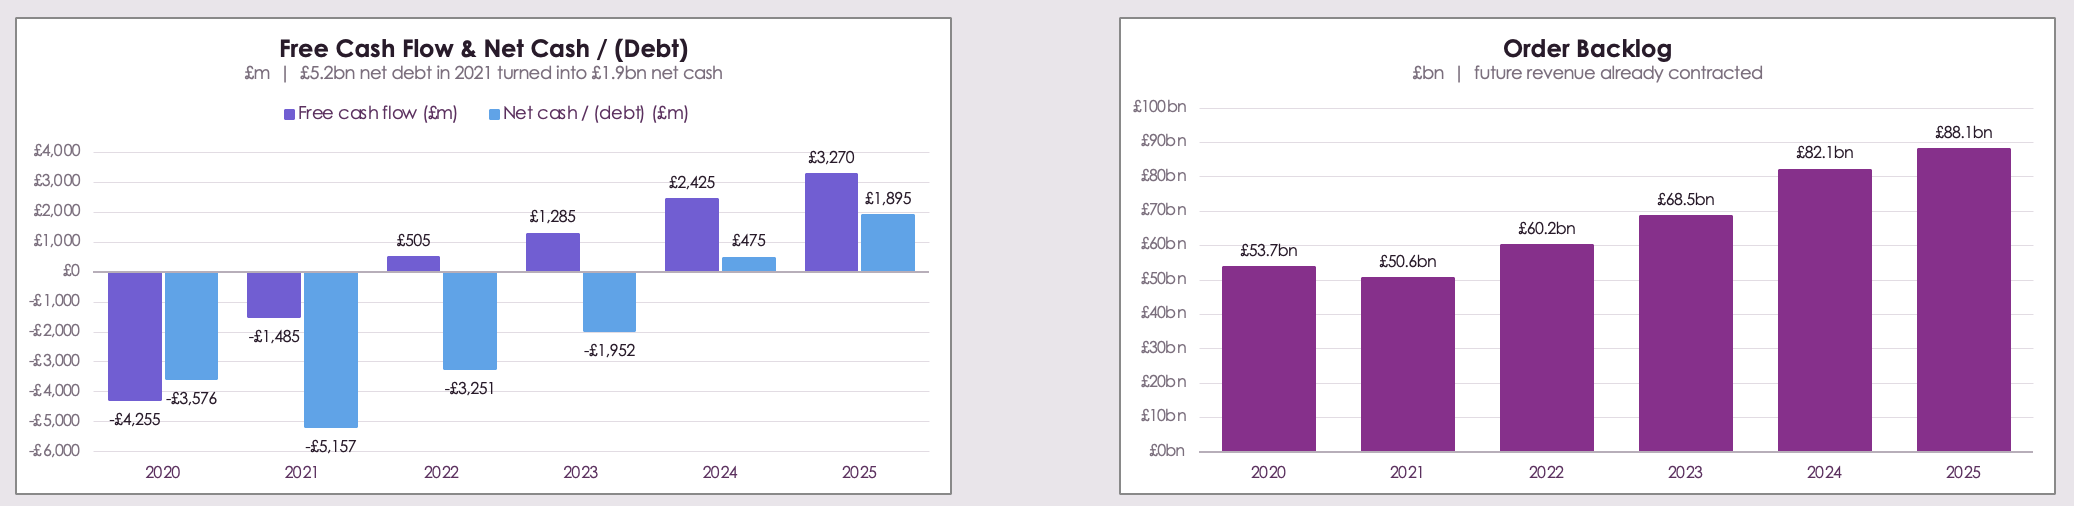 Free Cash Flow & Net Cash / (Debt)
£m | £5.2bn net debt in 2021 turned into £1.9bn net cash
Free cash flow (£m) Net cash / (debt) (£m)
£4,000
£3,000
£2,000
£1,000
£0
-£1,000
-£2,000
-£3,000
-£4,000
-£5,000
-£6,000
-£4,255
-£3,576
-£1,485
-£5,157
£505
-£3,251
£1,285
-£1,952
£2,425
£475
£3,270
£1,895
2020 2021 2022 2023 2024 2025
Order Backlog
£bn | future revenue already contracted
£100bn
£90bn
£80bn
£70bn
£60bn
£50bn
£40bn
£30bn
£20bn
£10bn
£0bn
£53.7bn
£50.6bn
£60.2bn
£68.5bn
£82.1bn
£88.1bn
2020 2021 2022 2023 2024 2025